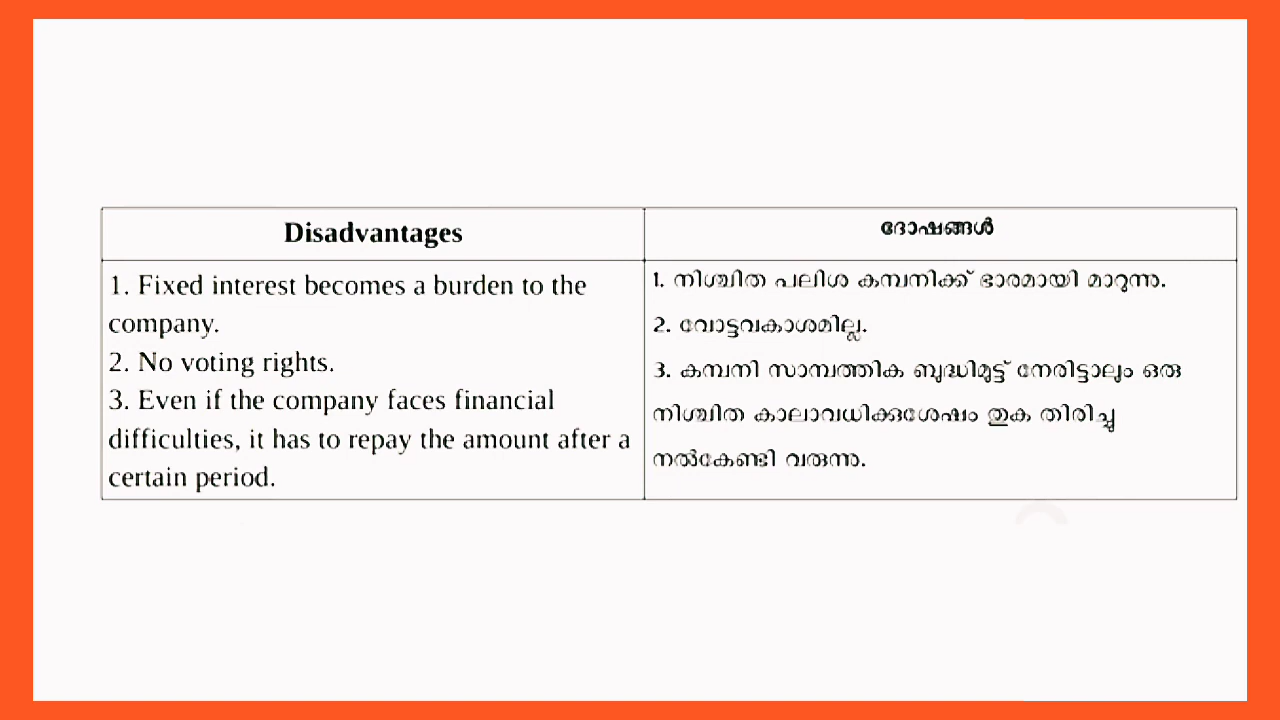 Disadvantages
1. Fixed interest becomes a burden to the
company.
2. No voting rights.
3. Even if the company faces financial
difficulties, it has to repay the amount after a
certain period.
ദോഷങ്ങൾ
1. നിശ്ചിത പലിശ കമ്പനിക്ക് ഭാരമായി മാറുന്നു.
2. വോട്ടവകാശമില്ല.
3. കമ്പനി സാമ്പത്തിക ബുദ്ധിമുട്ട് നേരിട്ടാലും ഒരു
നിശ്ചിത കാലാവധിക്കുശേഷം തുക തിരിച്ചു
നൽകേണ്ടി വരുന്നു.